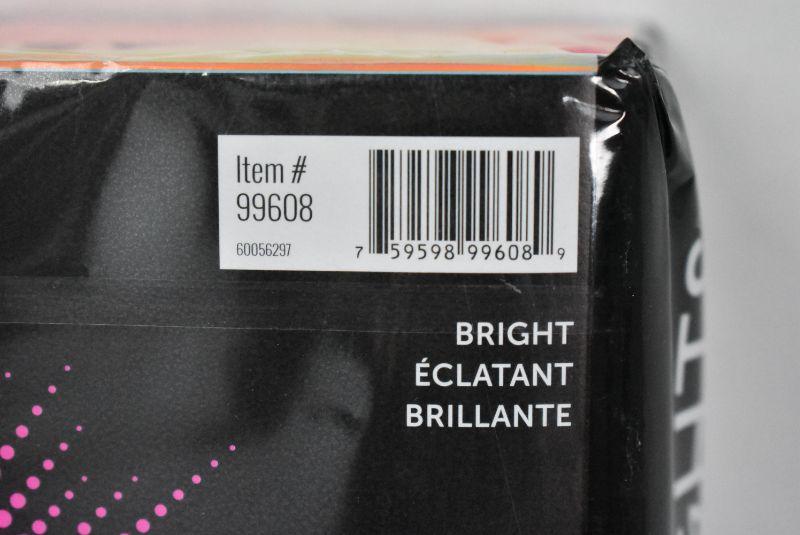 Item #
99608
60056297
7 59598 99608 9
BRIGHT
ÉCLATANT
BRILLANTE